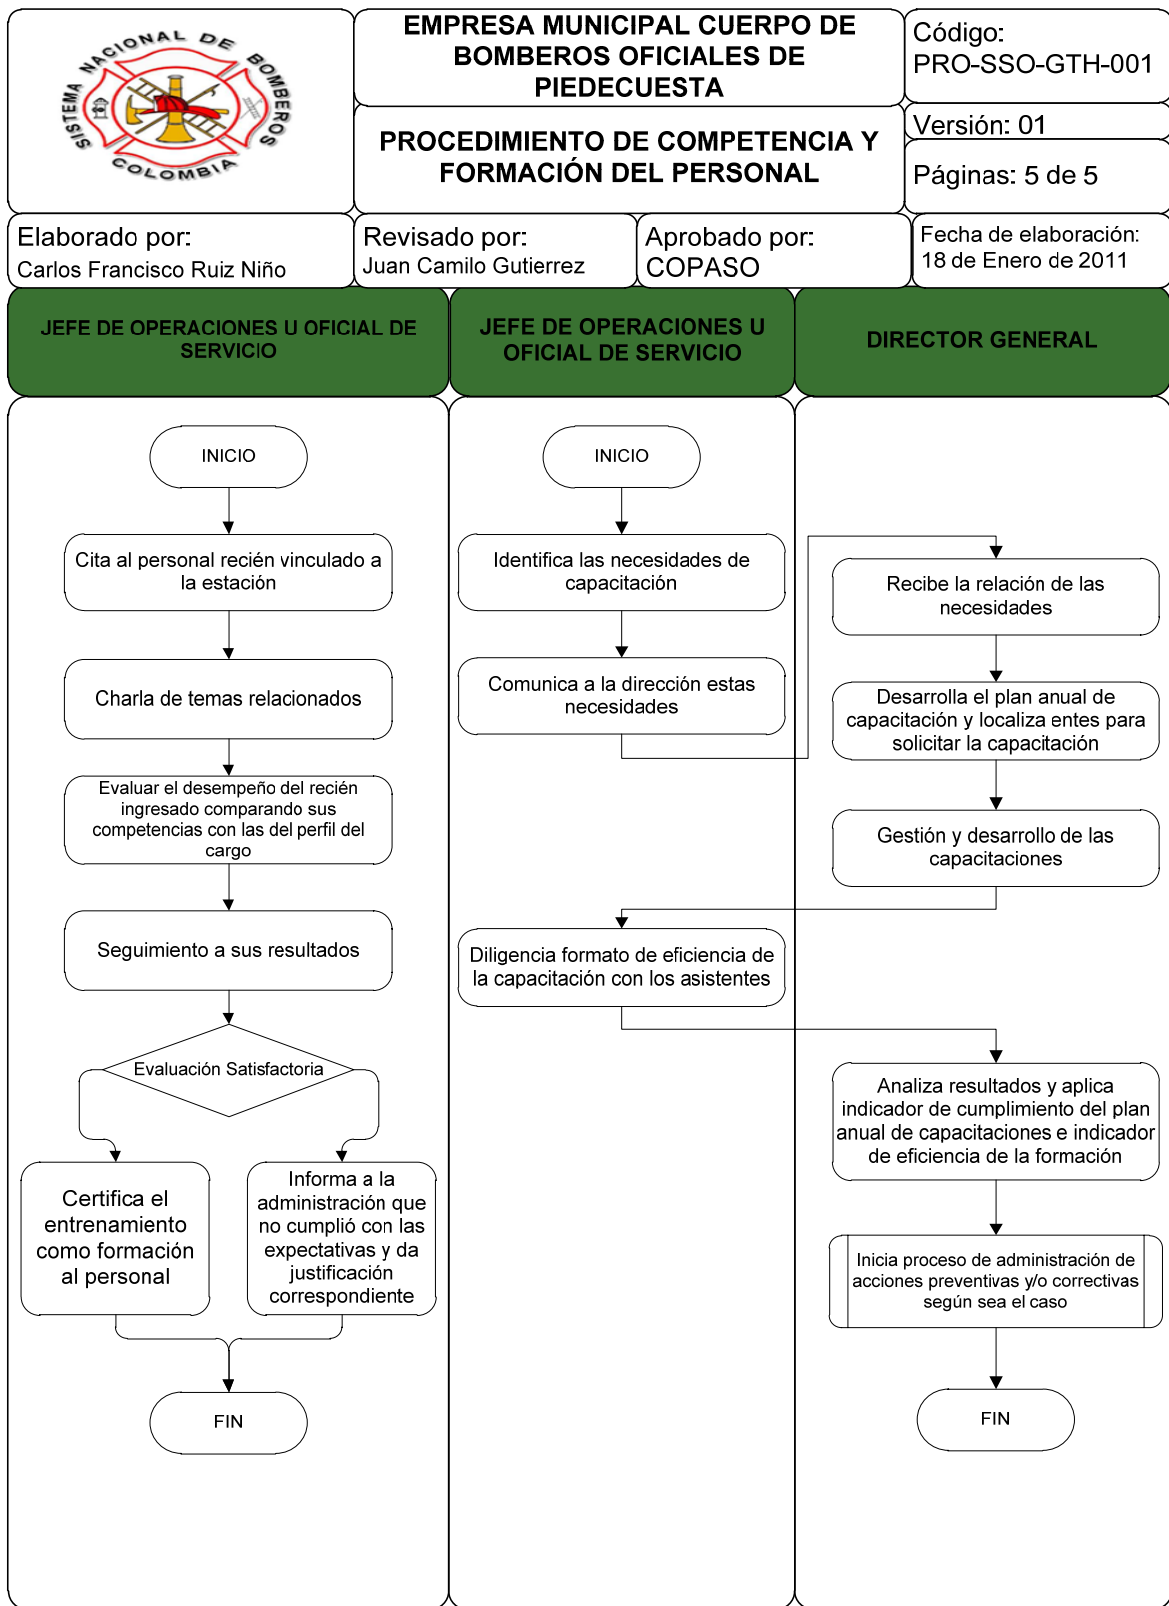 SISTEMA NACIONAL DE BOMBEROS
COLOMBIA
EMPRESA MUNICIPAL CUERPO DE
BOMBEROS OFICIALES DE
PIEDECUESTA
PROCEDIMIENTO DE COMPETENCIA Y
FORMACIÓN DEL PERSONAL
Código:
PRO-SSO-GTH-001
Versión: 01
Páginas: 5 de 5
Elaborado por:
Carlos Francisco Ruiz Niño
Revisado por:
Juan Camilo Gutierrez
Aprobado por:
COPASO
Fecha de elaboración:
18 de Enero de 2011
JEFE DE OPERACIONES U OFICIAL DE
SERVICIO
JEFE DE OPERACIONES U
OFICIAL DE SERVICIO
DIRECTOR GENERAL
INICIO
Cita al personal recién vinculado a
la estación
Charla de temas relacionados
Evaluar el desempeño del recién
ingresado comparando sus
competencias con las del perfil del
cargo
Seguimiento a sus resultados
Evaluación Satisfactoria
Certifica el
entrenamiento
como formación
al personal
Informa a la
administración que
no cumplió con las
expectativas y da
justificación
correspondiente
FIN
INICIO
Identifica las necesidades de
capacitación
Comunica a la dirección estas
necesidades
Recibe la relación de las
necesidades
Desarrolla el plan anual de
capacitación y localiza entes para
solicitar la capacitación
Gestión y desarrollo de las
capacitaciones
Diligencia formato de eficiencia de
la capacitación con los asistentes
Analiza resultados y aplica
indicador de cumplimiento del plan
anual de capacitaciones e indicador
de eficiencia de la formación
Inicia proceso de administración de
acciones preventivas y/o correctivas
según sea el caso
FIN